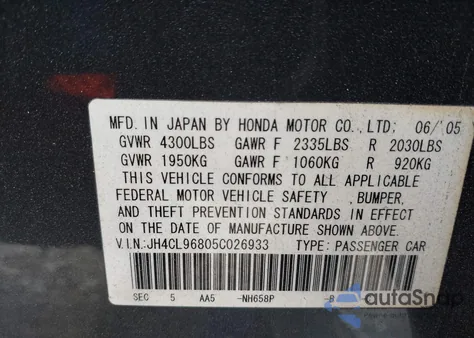 MFD. IN JAPAN BY HONDA MOTOR CO., LTD; 06/'05
GVWR 4300LBS GAWR F 2335LBS R 2030LBS
GVWR 1950KG GAWR F 1060KG R 920KG
THIS VEHICLE CONFORMS TO ALL APPLICABLE
FEDERAL MOTOR VEHICLE SAFETY , BUMPER,
AND THEFT PREVENTION STANDARDS IN EFFECT
ON THE DATE OF MANUFACTURE SHOWN ABOVE.
V.I.N.:JH4CL96805C026933 TYPE: PASSENGER CAR
SEC 5 AA5 -NH658P -B
autaSnap